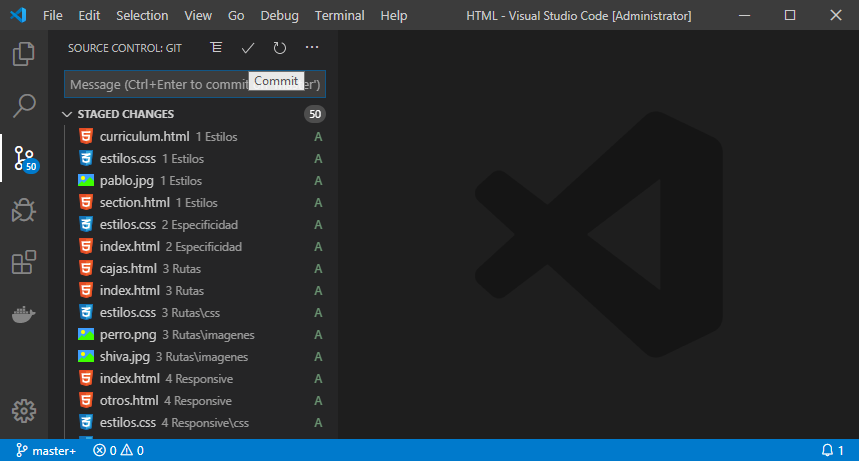 File Edit Selection View Go Debug Terminal Help HTML - Visual Studio Code [Administrator]
SOURCE CONTROL: GIT
Message (Ctrl+Enter to commit er')
Commit
STAGED CHANGES 50
curriculum.html 1 Estilos A
estilos.css 1 Estilos A
pablo.jpg 1 Estilos A
section.html 1 Estilos A
50
estilos.css 2 Especificidad A
index.html 2 Especificidad A
cajas.html 3 Rutas A
index.html 3 Rutas A
estilos.css 3 Rutas\css A
perro.png 3 Rutas\imagenes A
shiva.jpg 3 Rutas\imagenes A
index.html 4 Responsive A
otros.html 4 Responsive A
estilos.css 4 Responsive\css A
master+ 0 0 1